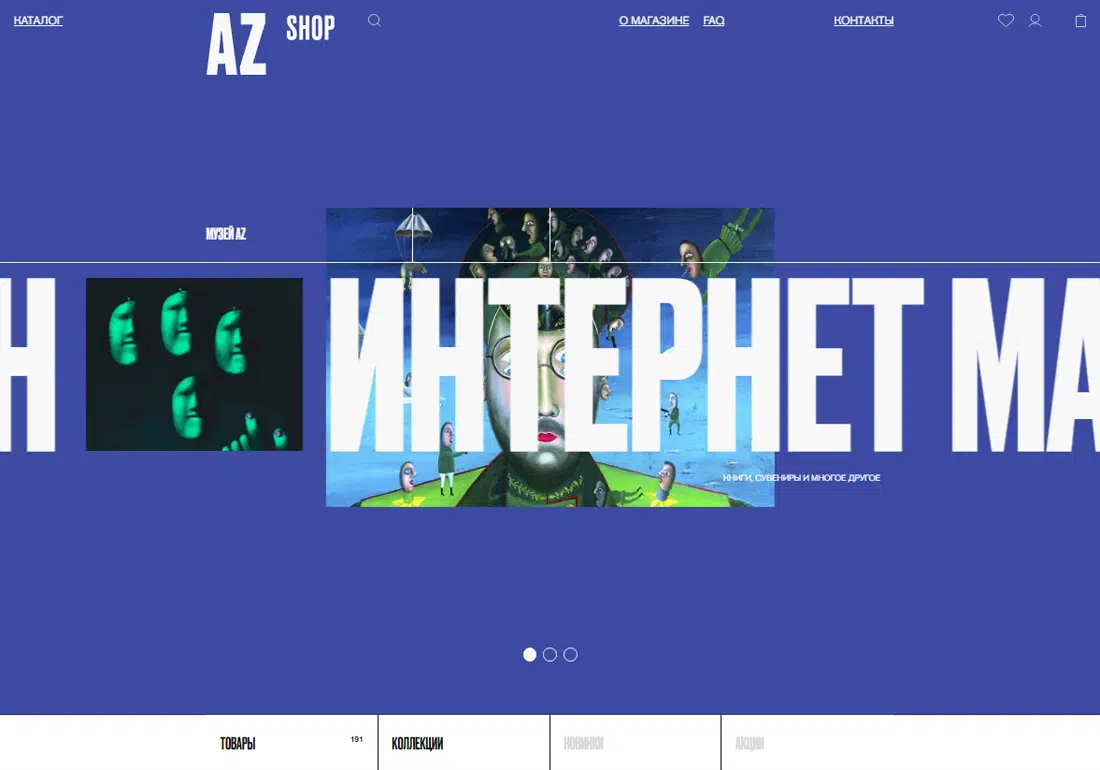 КАТАЛОГ
AZ SHOP
О МАГАЗИНЕ
FAQ
КОНТАКТЫ
МУЗЕЙ AZ
Н ИНТЕРНЕТ МА
КНИГИ, СУВЕНИРЫ И МНОГОЕ ДРУГОЕ
ТОВАРЫ 191
КОЛЛЕКЦИИ
НОВИНКИ
АКЦИИ